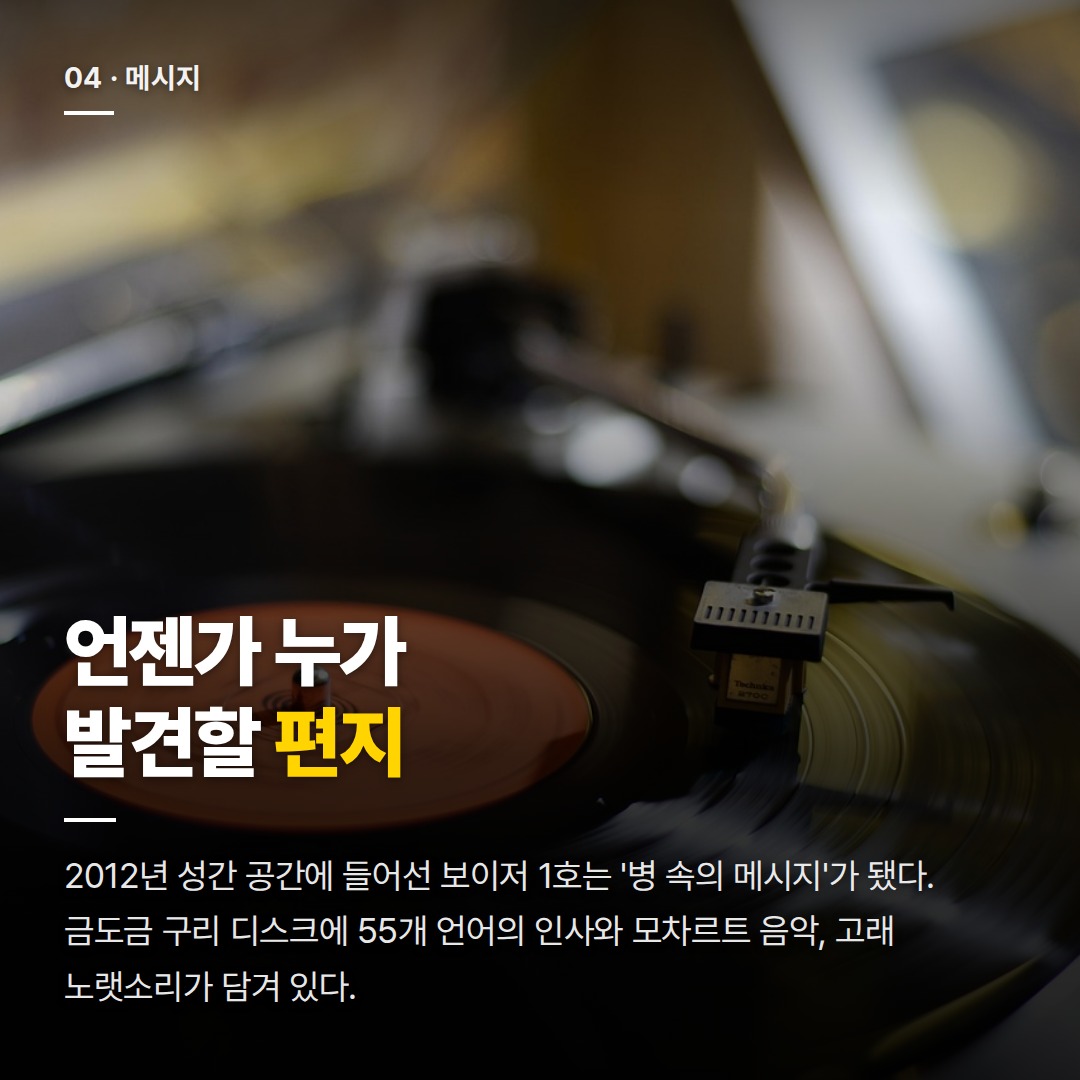 04 · 메시지
언젠가 누가
발견할 편지
2012년 성간 공간에 들어선 보이저 1호는 '병 속의 메시지'가 됐다.
금도금 구리 디스크에 55개 언어의 인사와 모차르트 음악, 고래
노랫소리가 담겨 있다.
Technics